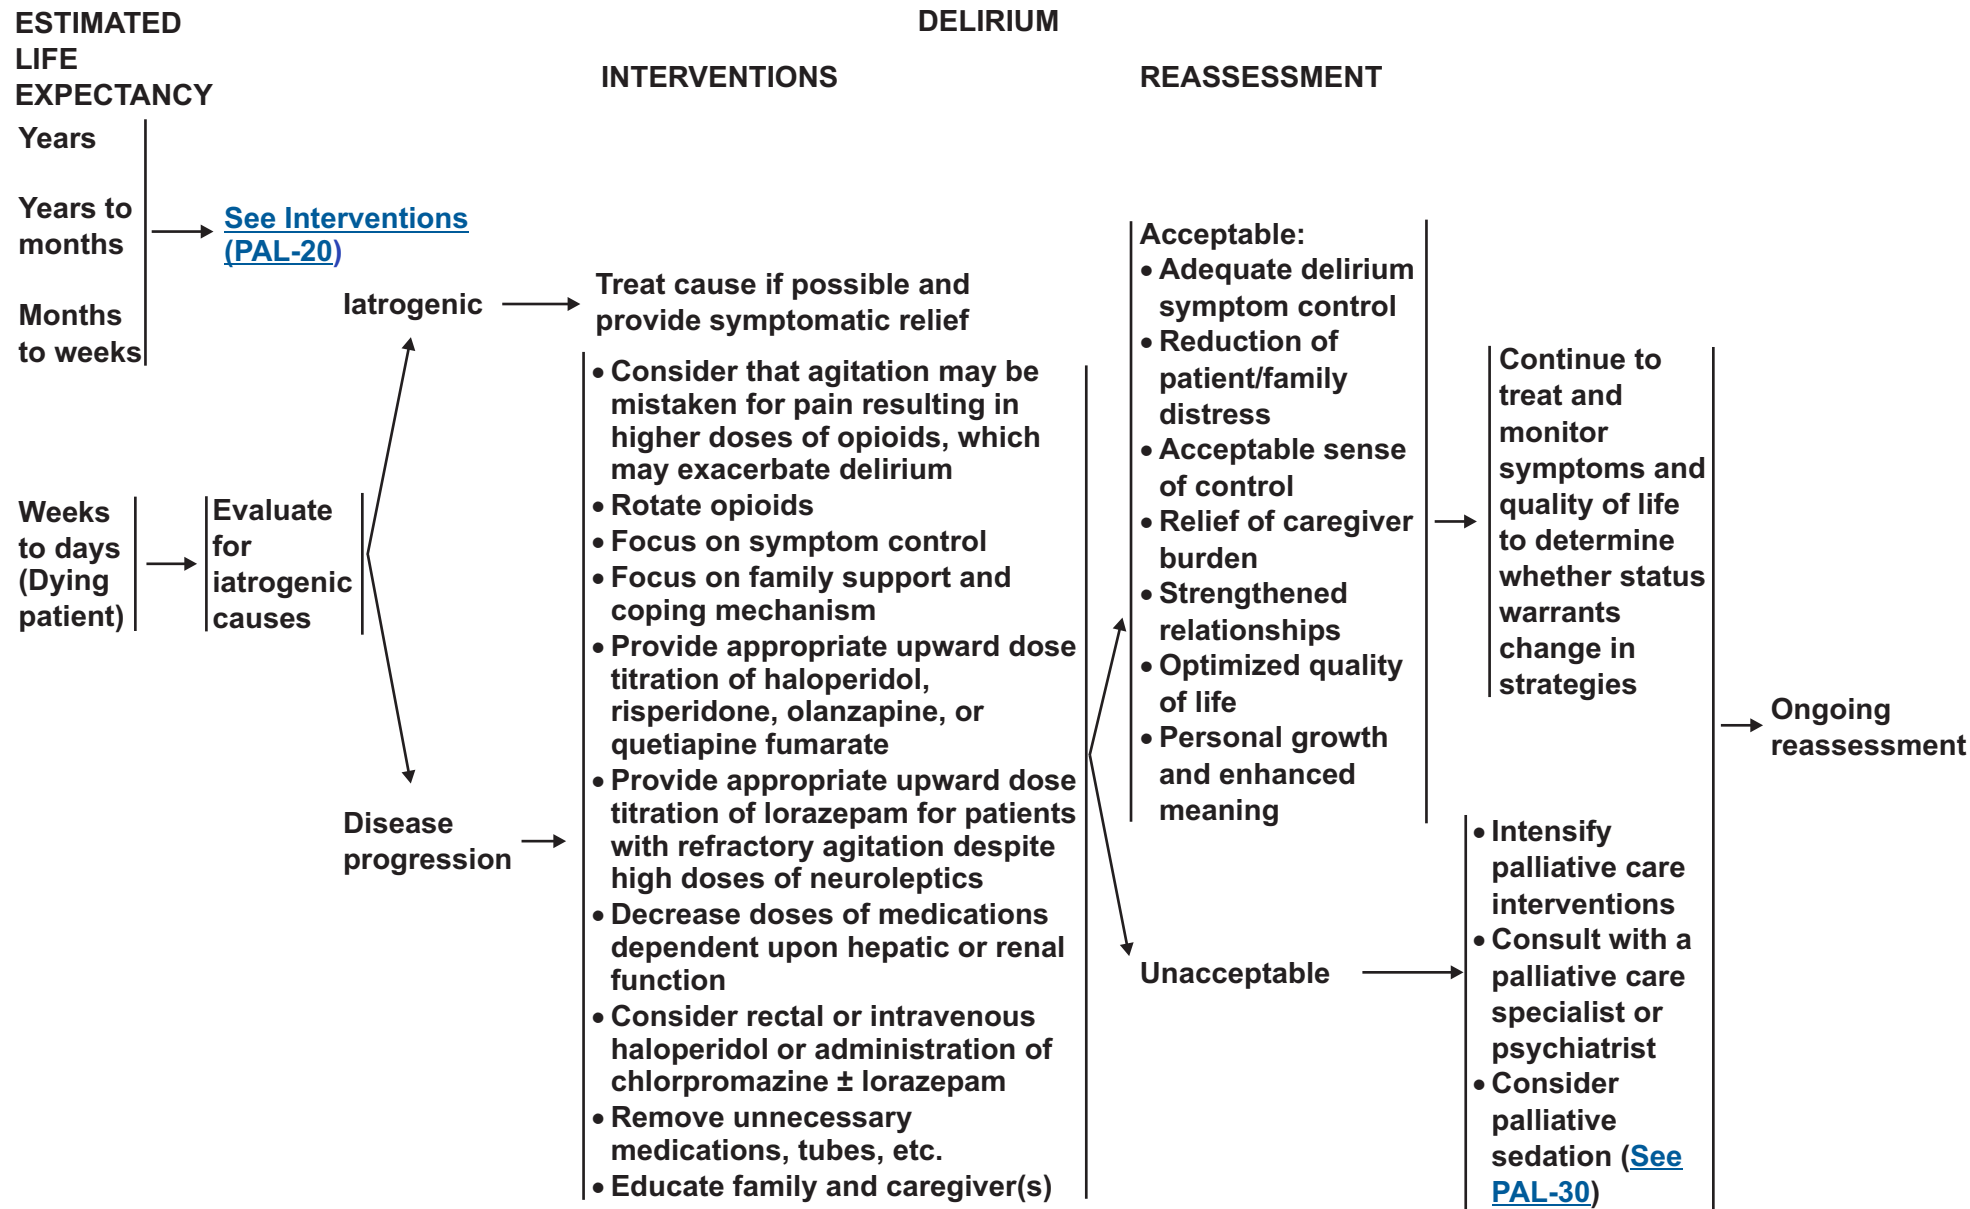 ESTIMATED
LIFE
EXPECTANCY
DELIRIUM
INTERVENTIONS
REASSESSMENT
Years
Years to
months
Months
to weeks
See Interventions
(PAL-20)
Weeks
to days
(Dying
patient)
Evaluate
for
iatrogenic
causes
Iatrogenic
Treat cause if possible and
provide symptomatic relief
Disease
progression
• Consider that agitation may be
mistaken for pain resulting in
higher doses of opioids, which
may exacerbate delirium
• Rotate opioids
• Focus on symptom control
• Focus on family support and
coping mechanism
• Provide appropriate upward dose
titration of haloperidol,
risperidone, olanzapine, or
quetiapine fumarate
• Provide appropriate upward dose
titration of lorazepam for patients
with refractory agitation despite
high doses of neuroleptics
• Decrease doses of medications
dependent upon hepatic or renal
function
• Consider rectal or intravenous
haloperidol or administration of
chlorpromazine ± lorazepam
• Remove unnecessary
medications, tubes, etc.
• Educate family and caregiver(s)
Acceptable:
• Adequate delirium
symptom control
• Reduction of
patient/family
distress
• Acceptable sense
of control
• Relief of caregiver
burden
• Strengthened
relationships
• Optimized quality
of life
• Personal growth
and enhanced
meaning
Continue to
treat and
monitor
symptoms and
quality of life
to determine
whether status
warrants
change in
strategies
Unacceptable
• Intensify
palliative care
interventions
• Consult with a
palliative care
specialist or
psychiatrist
• Consider
palliative
sedation (See
PAL-30)
Ongoing
reassessment